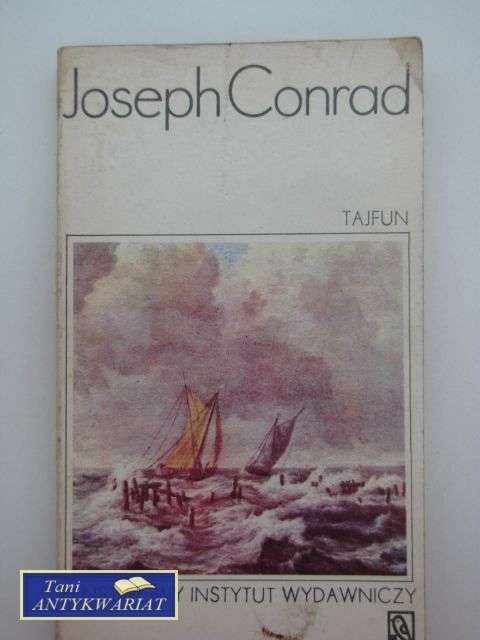 Joseph Conrad
TAJFUN
Y INSTYTUT WYDAWNICZY
Tani
ANTYKWARIAT